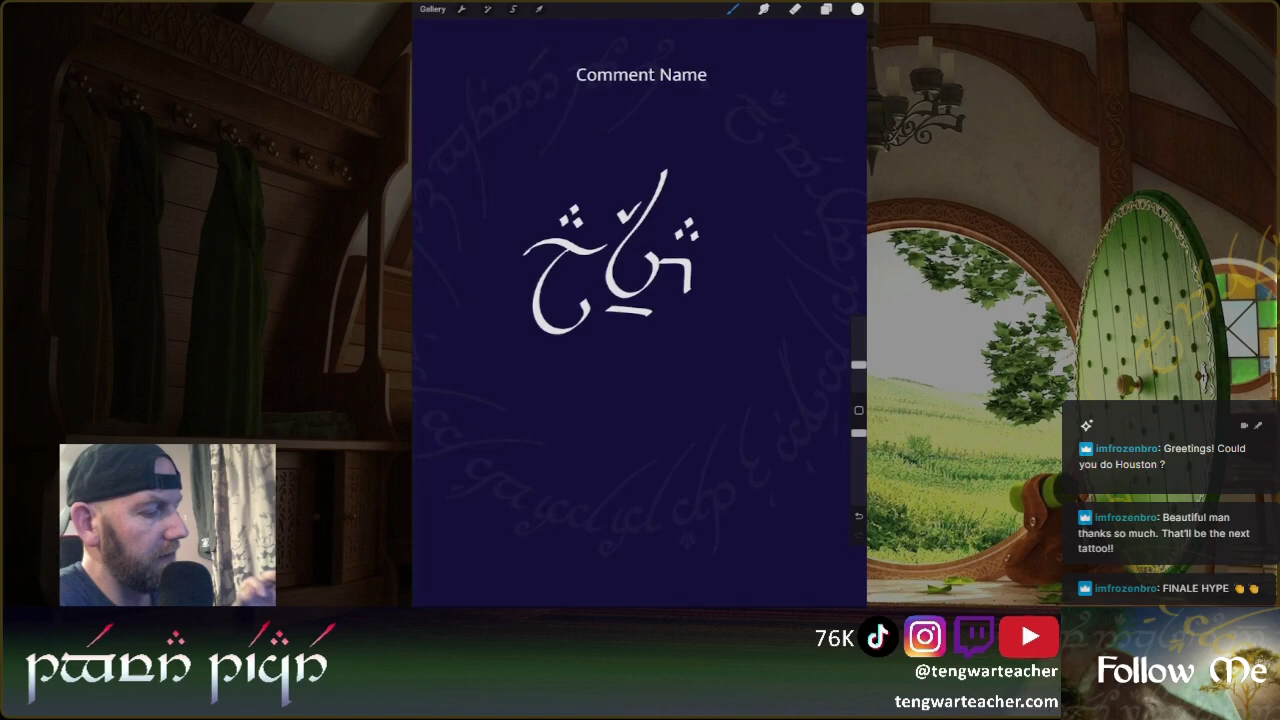 Gallery
Comment Name
imfrozenbro: Greetings! Could
you do Houston ?
imfrozenbro: Beautiful man
thanks so much. That'll be the next
tattoo!!
imfrozenbro: FINALE HYPE 👏 👏
76K
@tengwarteacher
tengwarteacher.com
Follow Me